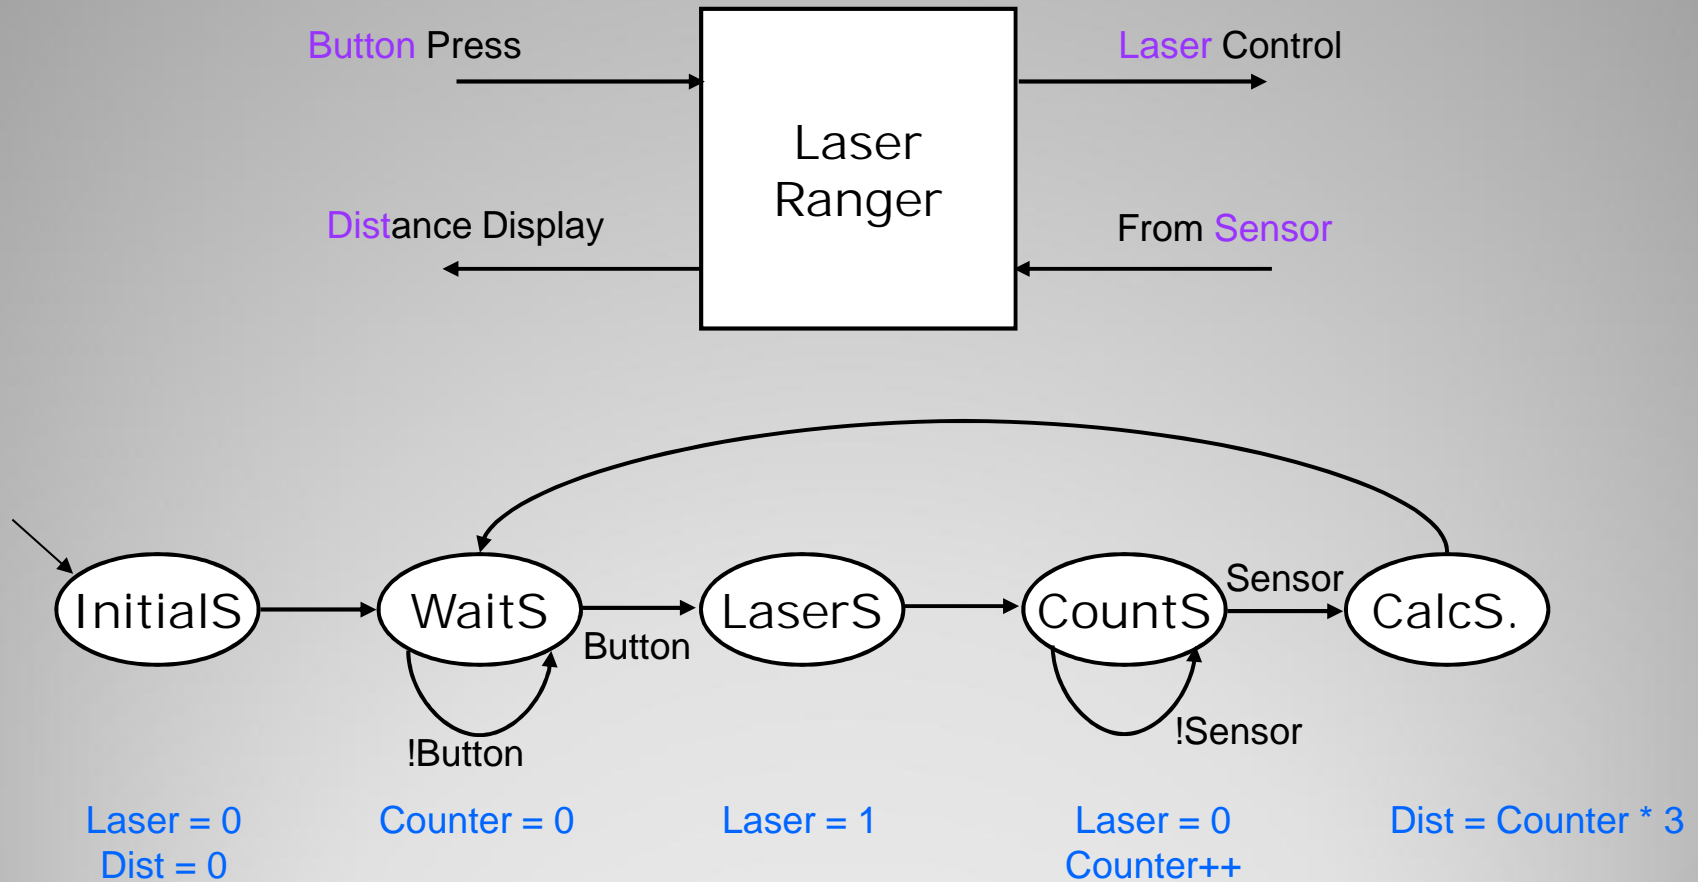 Button Press
Laser Control
Laser
Ranger
Distance Display
From Sensor
InitialS
WaitS
Button
LaserS
CountS
Sensor
CalcS.
!Button
!Sensor
Laser = 0
Dist = 0
Counter = 0
Laser = 1
Laser = 0
Counter++
Dist = Counter * 3